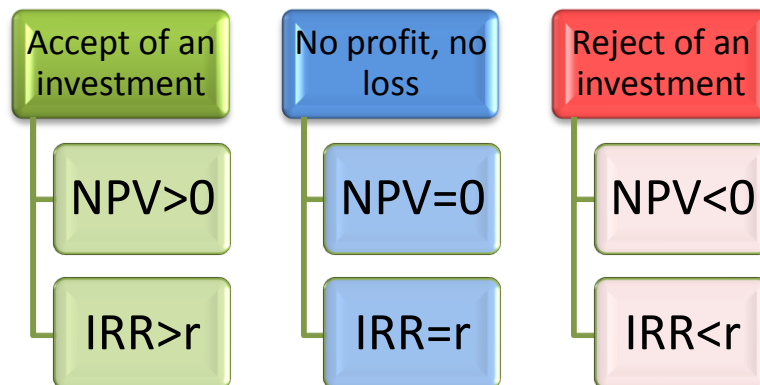 Accept of an
investment
NPV>0
IRR>r
No profit, no
loss
NPV=0
IRR=r
Reject of an
investment
NPV<0
IRR<r